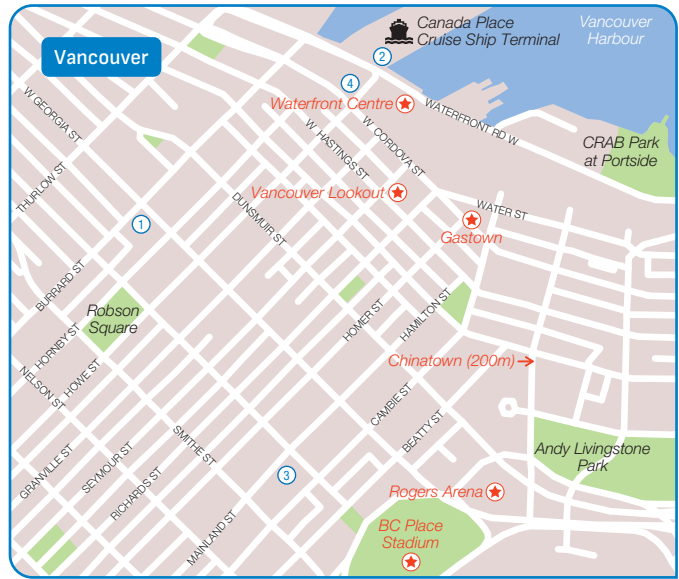 Vancouver
Canada Place
Cruise Ship Terminal
Vancouver
Harbour
2
4
Waterfront Centre
WATERFRONT RD W
W GEORGIA ST
W. HASTINGS ST
W. CORDOVA ST
CRAB Park
at Portside
THURLOW ST
Vancouver Lookout
DUNSMUIR ST
WATER ST
1
Gastown
BURRARD ST
Robson
Square
HOMER ST
HAMILTON ST
HORNBY ST
Chinatown (200m)
NELSON ST
HOWE ST
CAMBIE ST
BEATTY ST
SMITHE ST
Andy Livingstone
Park
GRANVILLE ST
SEYMOUR ST
RICHARDS ST
3
Rogers Arena
MAINLAND ST
BC Place
Stadium